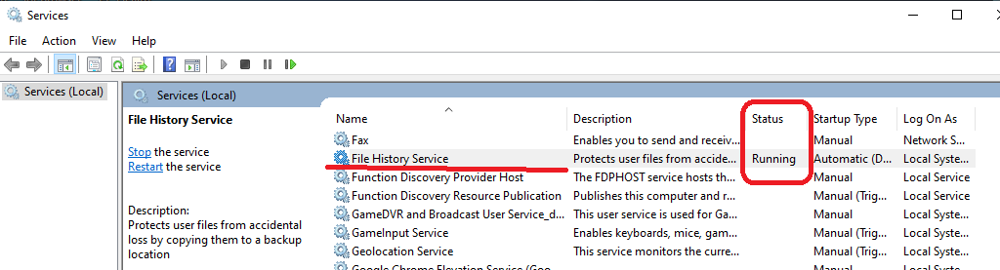 Services
File Action View Help
Services (Local)
Services (Local)
File History Service
Stop the service
Restart the service
Description:
Protects user files from accidental
loss by copying them to a backup
location
Name Description Status Startup Type Log On As
Fax Enables you to send and receiv... Manual Network S...
File History Service Protects user files from accide... Running Automatic (D... Local Syste...
Function Discovery Provider Host The FDPHOST service hosts th... Manual Local Service
Function Discovery Resource Publication Publishes this computer and r... Manual (Trig... Local Service
GameDVR and Broadcast User Service_d... This user service is used for Ga... Manual Local Syste...
GameInput Service Enables keyboards, mice, gam... Manual (Trig... Local Syste...
Geolocation Service This service monitors the curre... Manual (Trig... Local Syste...
Google Chrome Elevation Service (Goo...